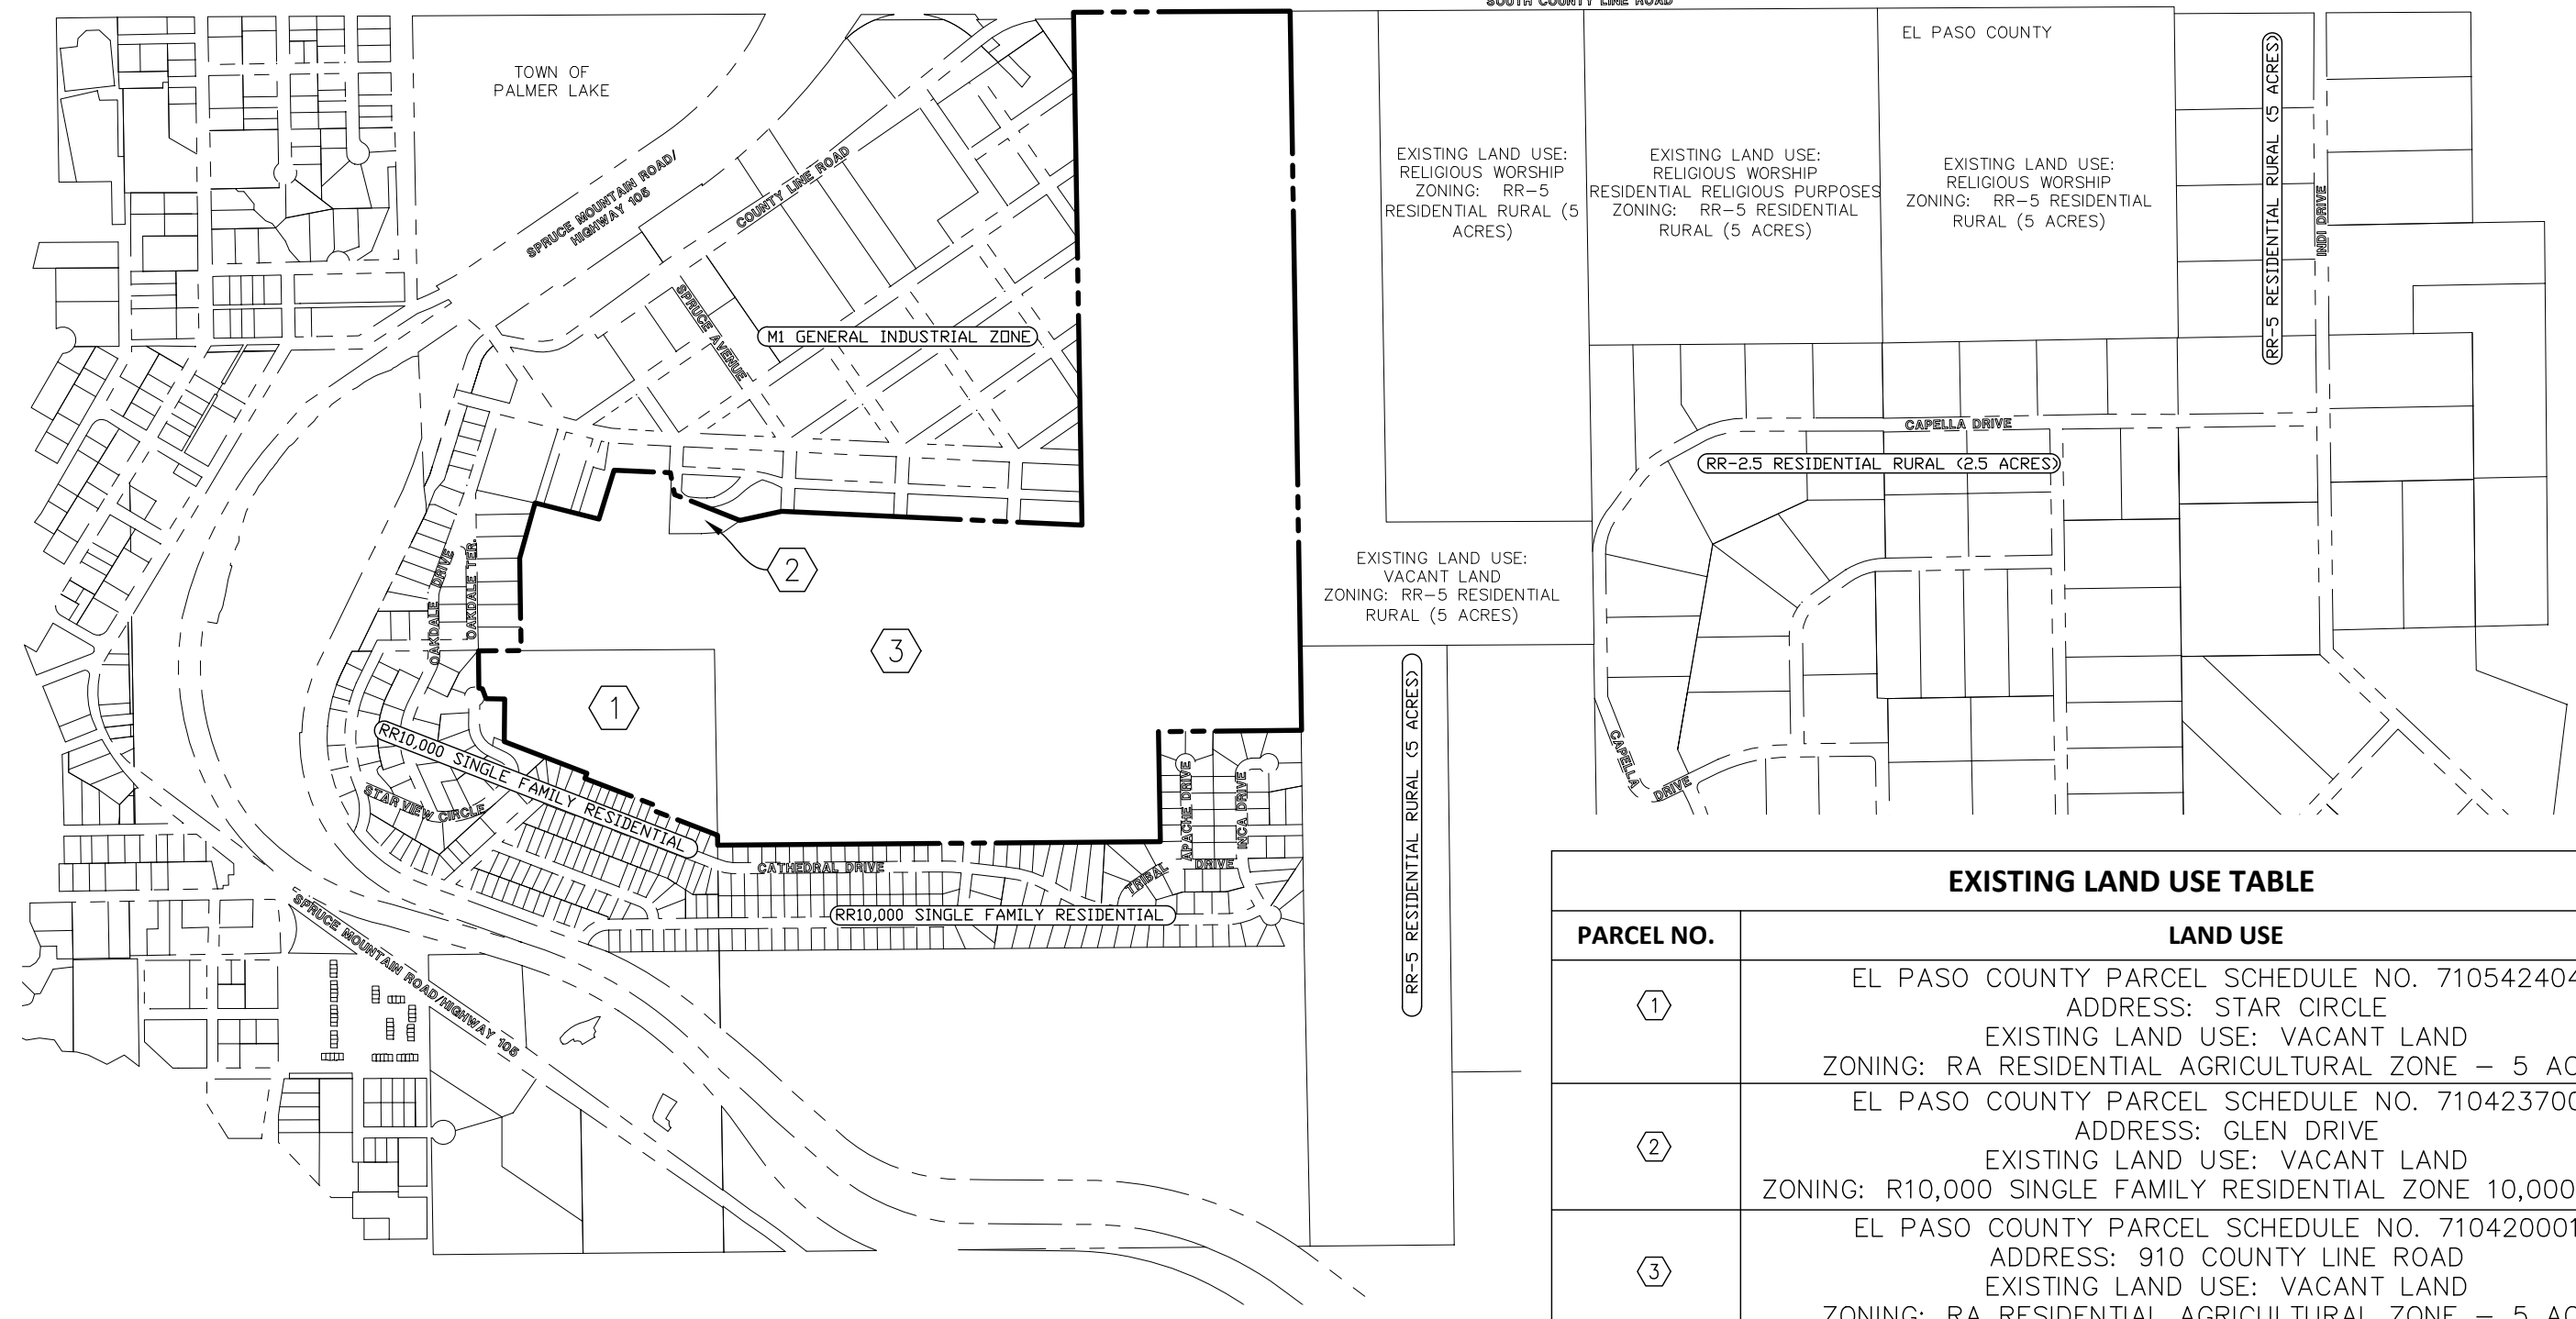 SOUTH COUNTY LINE ROAD
EL PASO COUNTY
TOWN OF
PALMER LAKE
SPRUCE MOUNTAIN ROAD/
HIGHWAY 105
COUNTY LINE ROAD
SPRUCE AVENUE
M1 GENERAL INDUSTRIAL ZONE
EXISTING LAND USE:
RELIGIOUS WORSHIP
ZONING: RR-5
RESIDENTIAL RURAL (5
ACRES)
EXISTING LAND USE:
RELIGIOUS WORSHIP
RESIDENTIAL RELIGIOUS PURPOSES
ZONING: RR-5 RESIDENTIAL
RURAL (5 ACRES)
EXISTING LAND USE:
RELIGIOUS WORSHIP
ZONING: RR-5 RESIDENTIAL
RURAL (5 ACRES)
RR-5 RESIDENTIAL RURAL (5 ACRES)
INDI DRIVE
CAPELLA DRIVE
RR-2.5 RESIDENTIAL RURAL (2.5 ACRES)
OAKDALE DRIVE
OAKDALE TER.
2
EXISTING LAND USE:
VACANT LAND
ZONING: RR-5 RESIDENTIAL
RURAL (5 ACRES)
3
1
RR10,000 SINGLE FAMILY RESIDENTIAL
STAR VIEW CIRCLE
RR-5 RESIDENTIAL RURAL (5 ACRES)
CAPELLA
DRIVE
APACHE DRIVE
INCA DRIVE
CATHEDRAL DRIVE
TRIBAL
DRIVE
RR10,000 SINGLE FAMILY RESIDENTIAL
SPRUCE MOUNTAIN ROAD/HIGHWAY 105
EXISTING LAND USE TABLE
PARCEL NO.
LAND USE
1
EL PASO COUNTY PARCEL SCHEDULE NO. 710542404
ADDRESS: STAR CIRCLE
EXISTING LAND USE: VACANT LAND
ZONING: RA RESIDENTIAL AGRICULTURAL ZONE – 5 AC
2
EL PASO COUNTY PARCEL SCHEDULE NO. 71042370
ADDRESS: GLEN DRIVE
EXISTING LAND USE: VACANT LAND
ZONING: R10,000 SINGLE FAMILY RESIDENTIAL ZONE 10,000
3
EL PASO COUNTY PARCEL SCHEDULE NO. 71042000
ADDRESS: 910 COUNTY LINE ROAD
EXISTING LAND USE: VACANT LAND
ZONING: RA RESIDENTIAL AGRICULTURAL ZONE – 5 AC